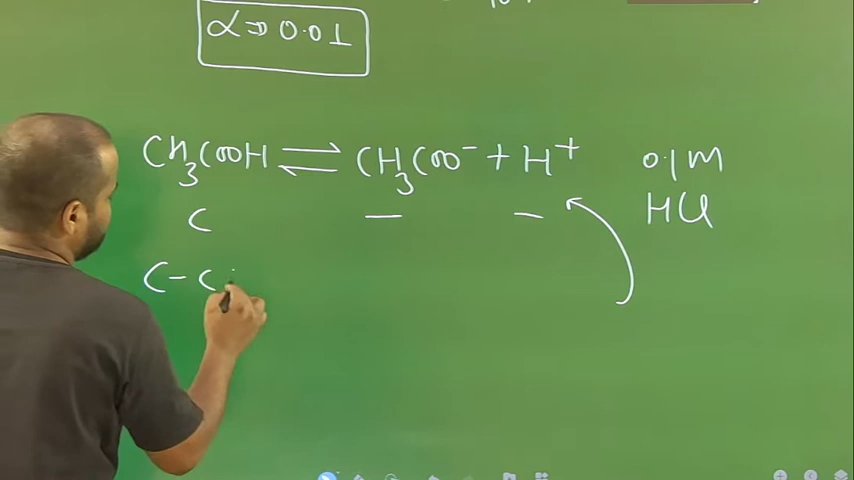 α ⇒ 0.01
CH₃COOH ⇌ CH₃COO⁻ + H⁺ 0.1 M
C — — HCl
C - C